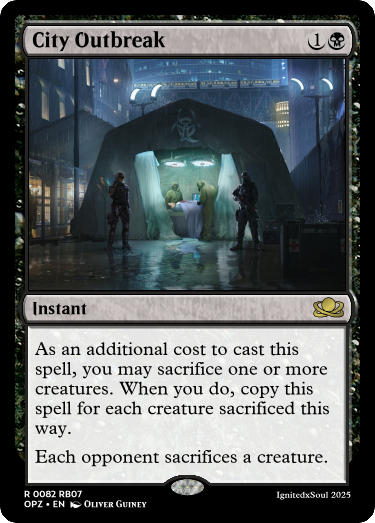 City Outbreak 1
Instant
As an additional cost to cast this
spell, you may sacrifice one or more
creatures. When you do, copy this
spell for each creature sacrificed this
way.
Each opponent sacrifices a creature.
R 0082 RB07
OPZ • EN Oliver Guiney
IgnitedxSoul 2025